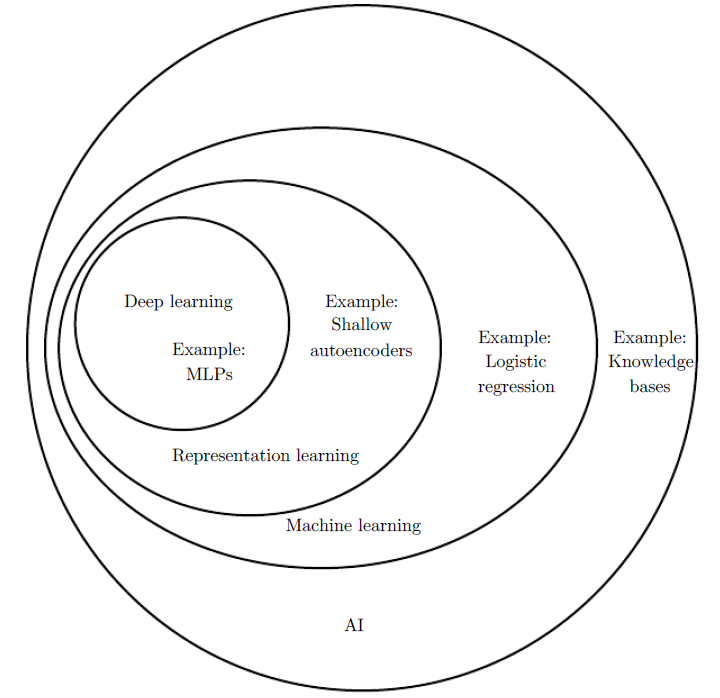 Deep learning
Example:
MLPs
Example:
Shallow
autoencoders
Example:
Logistic
regression
Example:
Knowledge
bases
Representation learning
Machine learning
AI